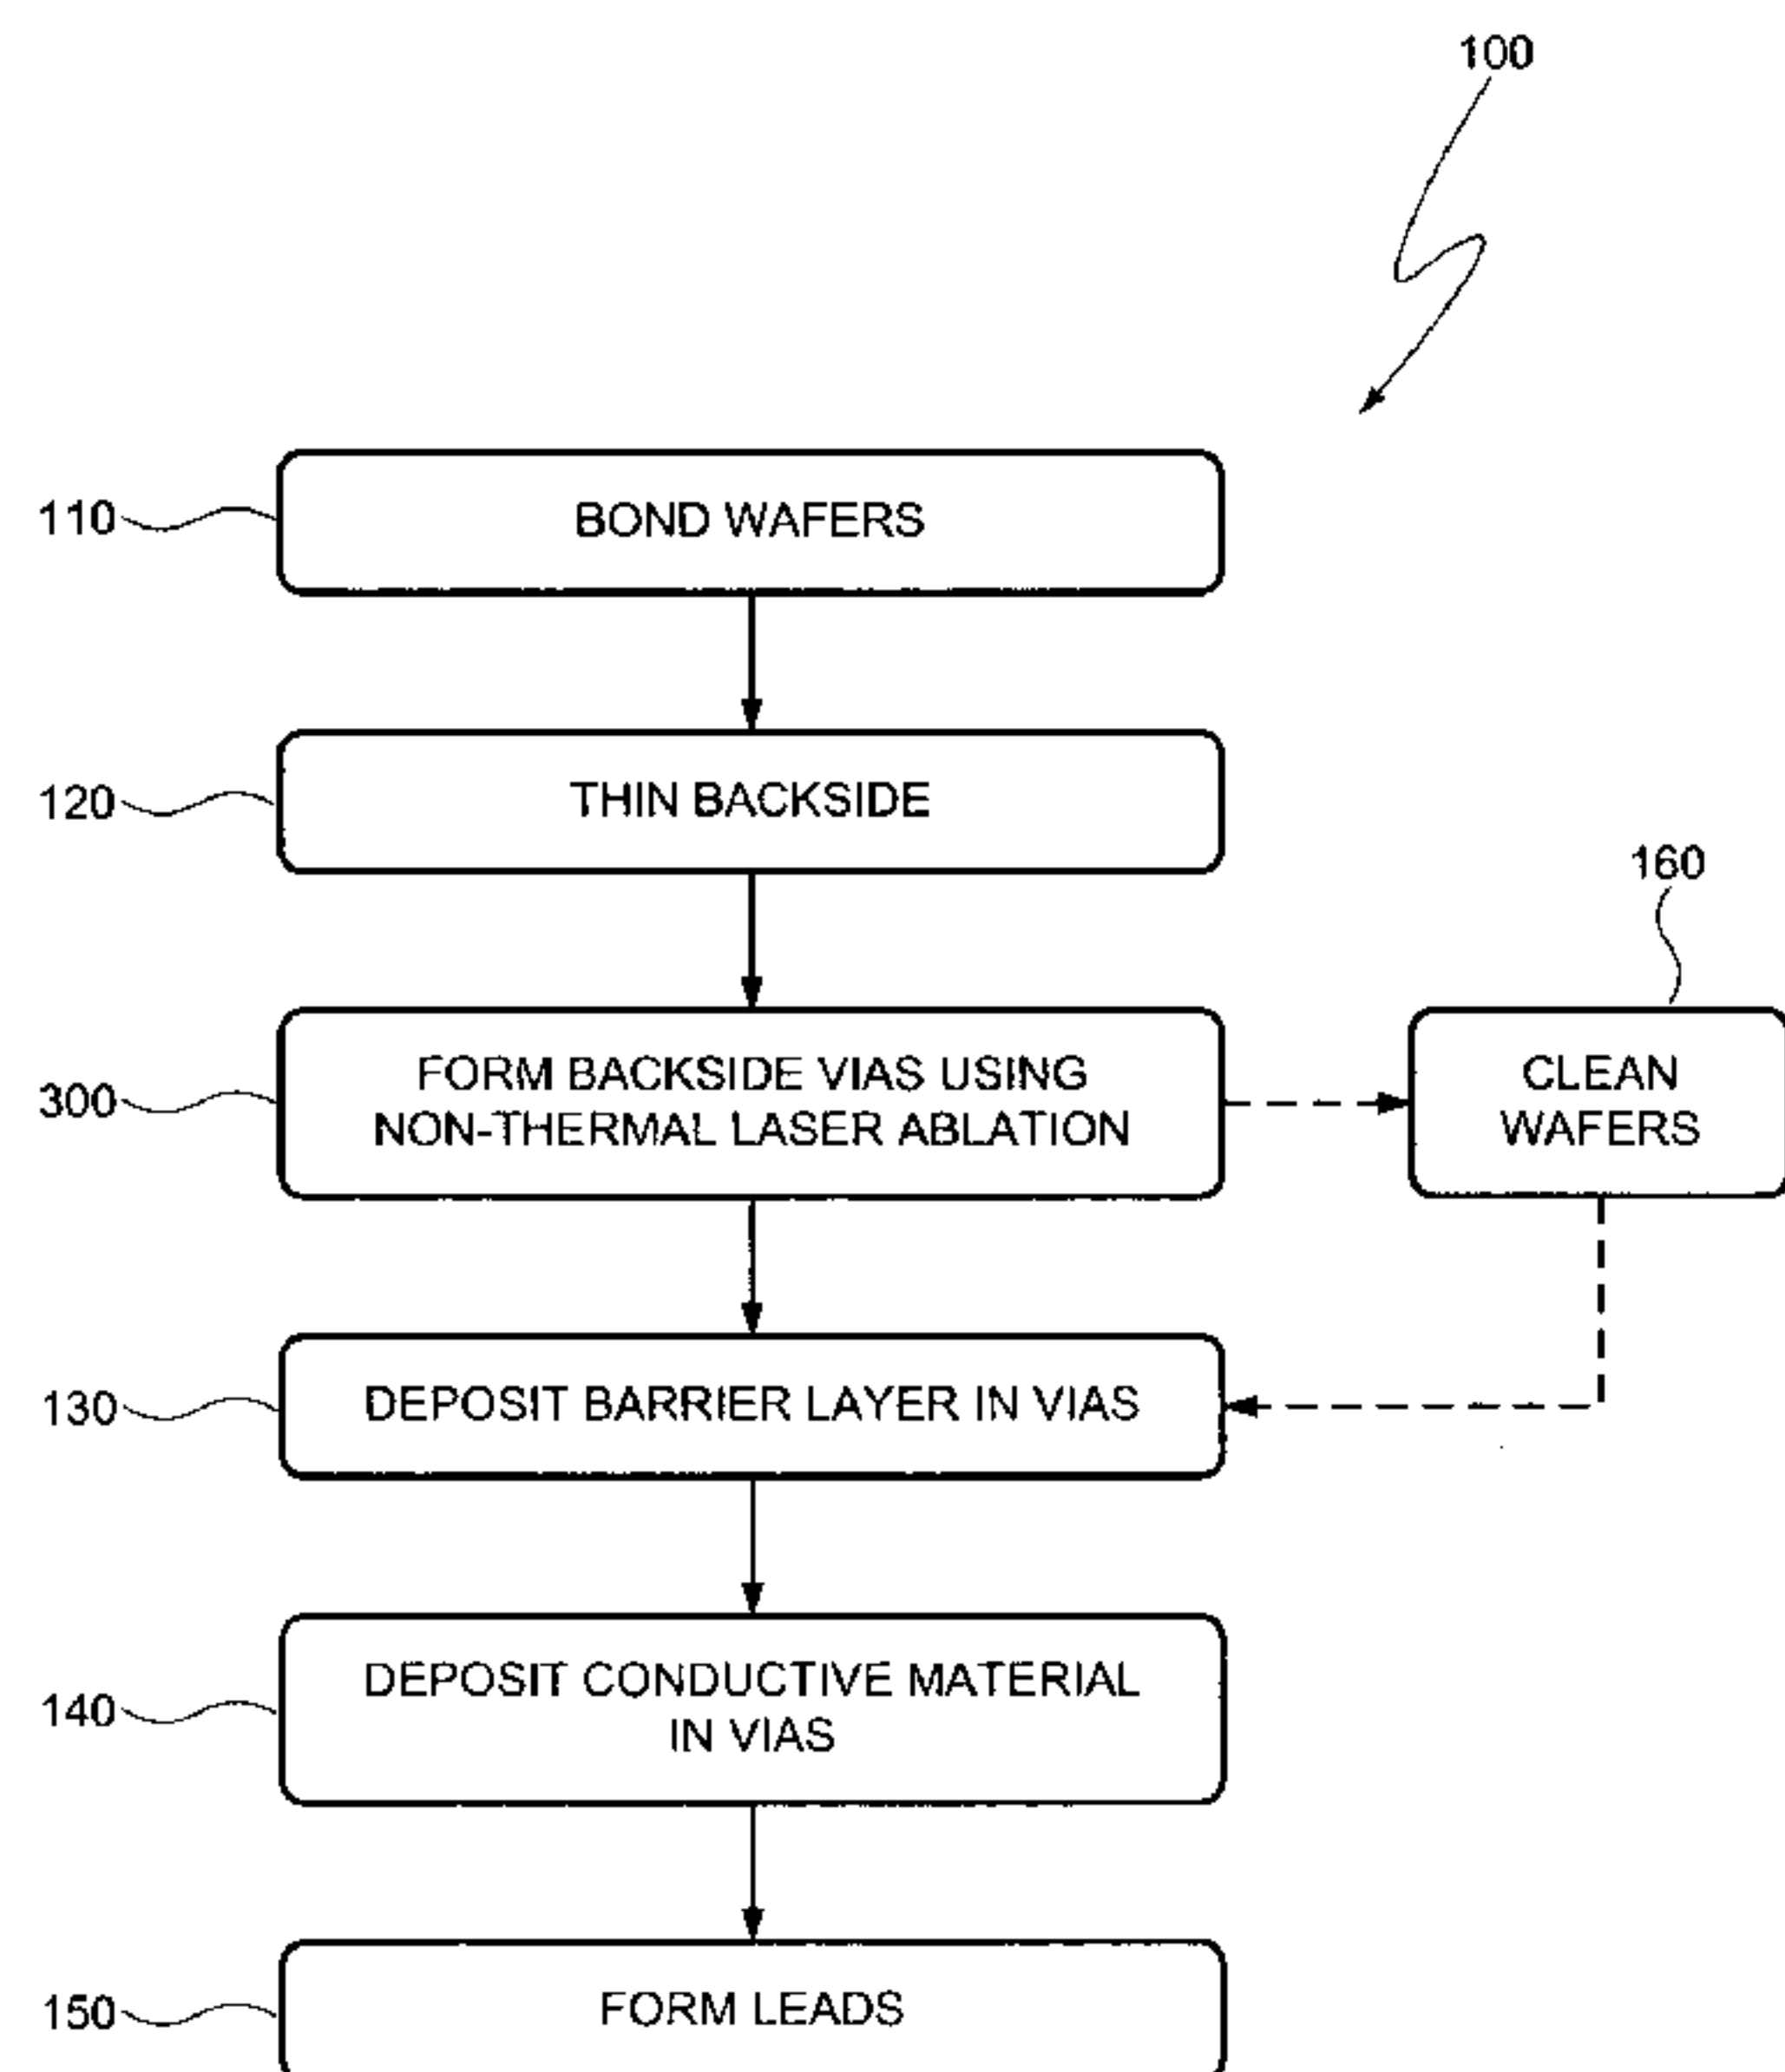 100
110
BOND WAFERS
120
THIN BACKSIDE
160
300
FORM BACKSIDE VIAS USING
NON-THERMAL LASER ABLATION
CLEAN
WAFERS
130
DEPOSIT BARRIER LAYER IN VIAS
140
DEPOSIT CONDUCTIVE MATERIAL
IN VIAS
150
FORM LEADS